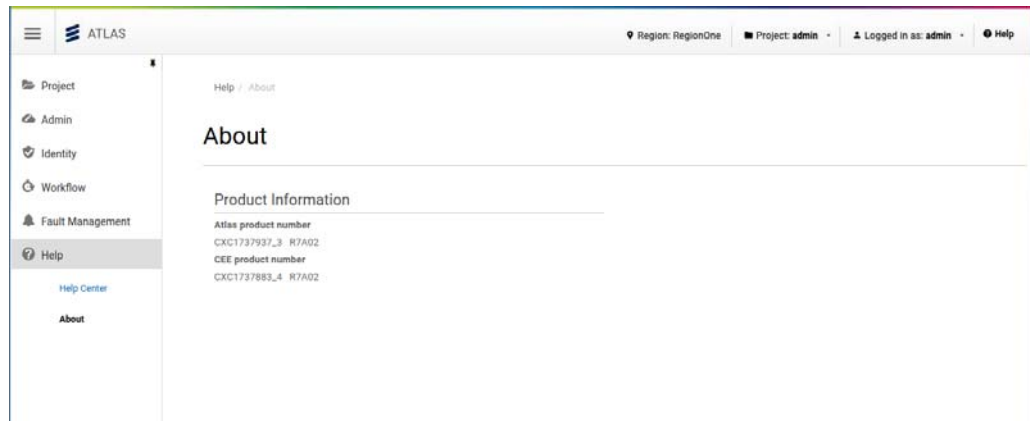 ATLAS
Region: RegionOne
Project: admin
Logged in as: admin
Help
Project
Admin
Identity
Workflow
Fault Management
Help
Help Center
About
Help / About
About
Product Information
Atlas product number
CXC1737937_3 R7A02
CEE product number
CXC1737883_4 R7A02